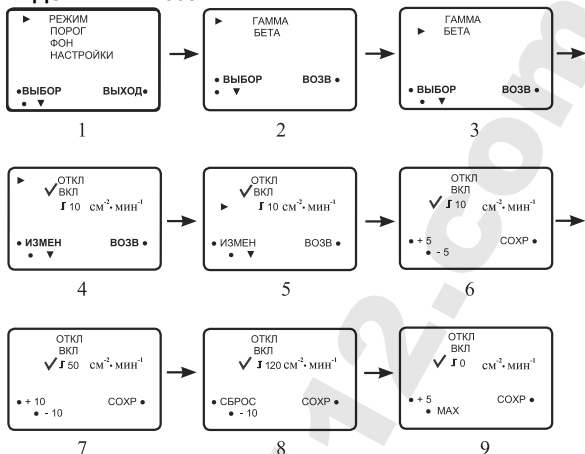 ► РЕЖИМ
ПОРОГ
ФОН
НАСТРОЙКИ
•ВЫБОР ВЫХОД•
• ▼
1
► ГАММА
БЕТА
• ВЫБОР ВОЗВ •
• ▼
2
ГАММА
► БЕТА
• ВЫБОР ВОЗВ •
• ▼
3
► ОТКЛ
✓ ВКЛ
ſ 10 см⁻²· мин⁻¹
• ИЗМЕН ВОЗВ •
• ▼
4
ОТКЛ
✓ ВКЛ
► ſ 10 см⁻²· мин⁻¹
• ИЗМЕН ВОЗВ •
• ▼
5
ОТКЛ
ВКЛ
✓ ſ 10 см⁻²· мин⁻¹
• + 5 СОХР •
• - 5
6
ОТКЛ
ВКЛ
✓ ſ 50 см⁻²· мин⁻¹
• + 10 СОХР •
• - 10
7
ОТКЛ
ВКЛ
✓ ſ 120 см⁻²· мин⁻¹
• СБРОС СОХР •
• - 10
8
ОТКЛ
ВКЛ
✓ ſ 0 см⁻²· мин⁻¹
• + 5 СОХР •
• MAX
9
12.com